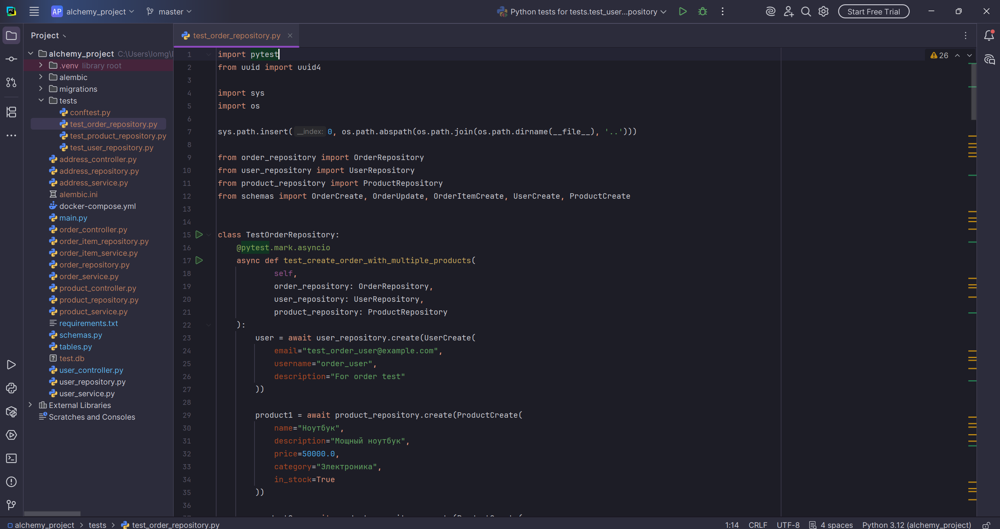 PC
AP alchemy_project master Python tests for tests.test_user...pository Start Free Trial
Project
alchemy_project C:\Users\lomg\
.venv library root
alembic
migrations
tests
conftest.py
test_order_repository.py
test_product_repository.py
test_user_repository.py
address_controller.py
address_repository.py
address_service.py
alembic.ini
docker-compose.yml
main.py
order_controller.py
order_item_repository.py
order_item_service.py
order_repository.py
order_service.py
product_controller.py
product_repository.py
product_service.py
requirements.txt
schemas.py
tables.py
test.db
user_controller.py
user_repository.py
user_service.py
External Libraries
Scratches and Consoles
test_order_repository.py
26
1 import pytest
2 from uuid import uuid4
3
4 import sys
5 import os
6
7 sys.path.insert(__index: 0, os.path.abspath(os.path.join(os.path.dirname(__file__), '..')))
8
9 from order_repository import OrderRepository
10 from user_repository import UserRepository
11 from product_repository import ProductRepository
12 from schemas import OrderCreate, OrderUpdate, OrderItemCreate, UserCreate, ProductCreate
13
14
15 class TestOrderRepository:
16 @pytest.mark.asyncio
17 async def test_create_order_with_multiple_products(
18 self,
19 order_repository: OrderRepository,
20 user_repository: UserRepository,
21 product_repository: ProductRepository
22 ):
23 user = await user_repository.create(UserCreate(
24 email="test_order_user@example.com",
25 username="order_user",
26 description="For order test"
27 ))
28
29 product1 = await product_repository.create(ProductCreate(
30 name="Ноутбук",
31 description="Мощный ноутбук",
32 price=50000.0,
33 category="Электроника",
34 in_stock=True
35 ))
36
alchemy_project tests test_order_repository.py 1:14 CRLF UTF-8 4 spaces Python 3.12 (alchemy_project)